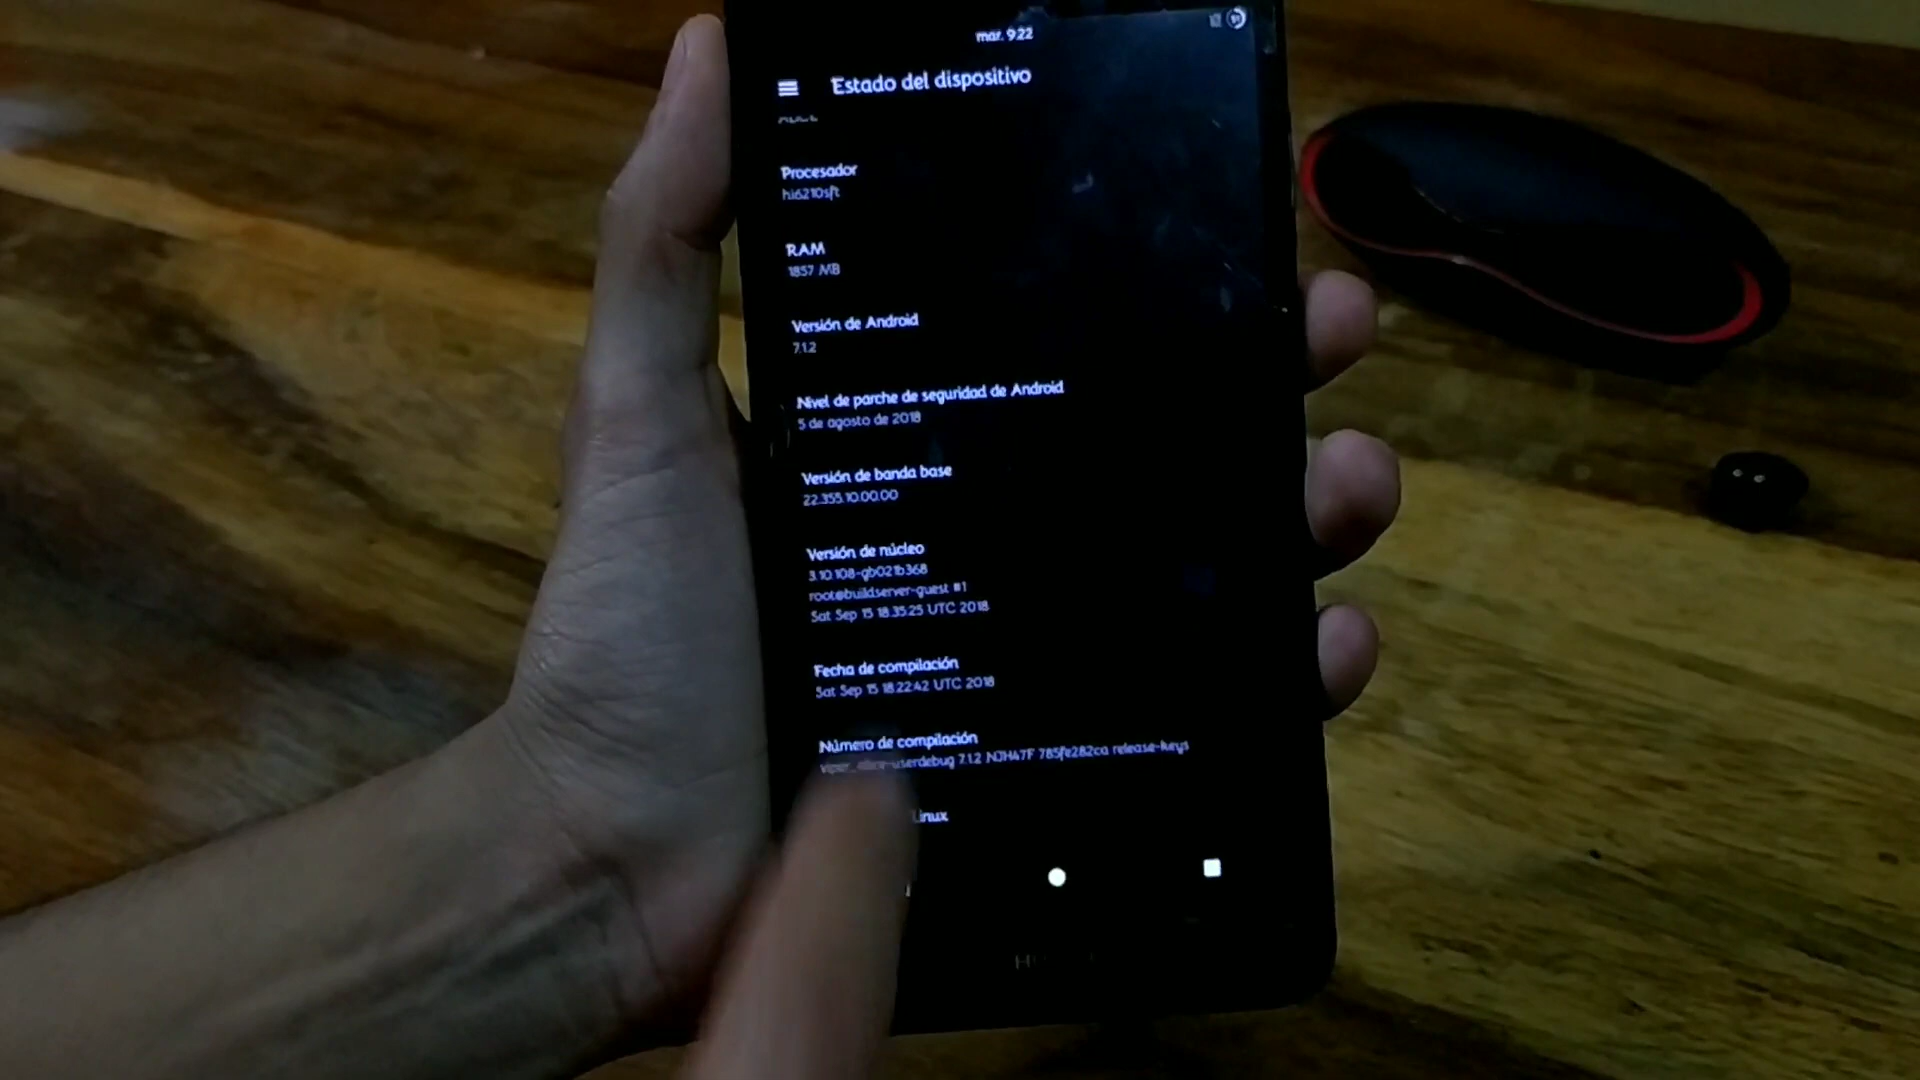 mar. 9:22
Estado del dispositivo
Procesador
hi6210sft
RAM
1857 MB
Versión de Android
7.1.2
Nivel de parche de seguridad de Android
5 de agosto de 2018
Versión de banda base
22.355.10.00.00
Versión de núcleo
3.10.108-gb021b368
root@buildserver-guest #1
Sat Sep 15 18:35:25 UTC 2018
Fecha de compilación
Sat Sep 15 18:22:42 UTC 2018
Número de compilación
viper_alice-userdebug 7.1.2 NJH47F 785fe282ca release-keys
Linux